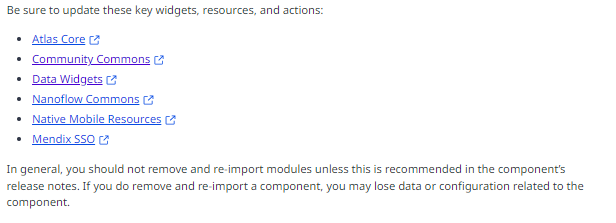 Be sure to update these key widgets, resources, and actions:
Atlas Core
Community Commons
Data Widgets
Nanoflow Commons
Native Mobile Resources
Mendix SSO
In general, you should not remove and re-import modules unless this is recommended in the component's
release notes. If you do remove and re-import a component, you may lose data or configuration related to the
component.